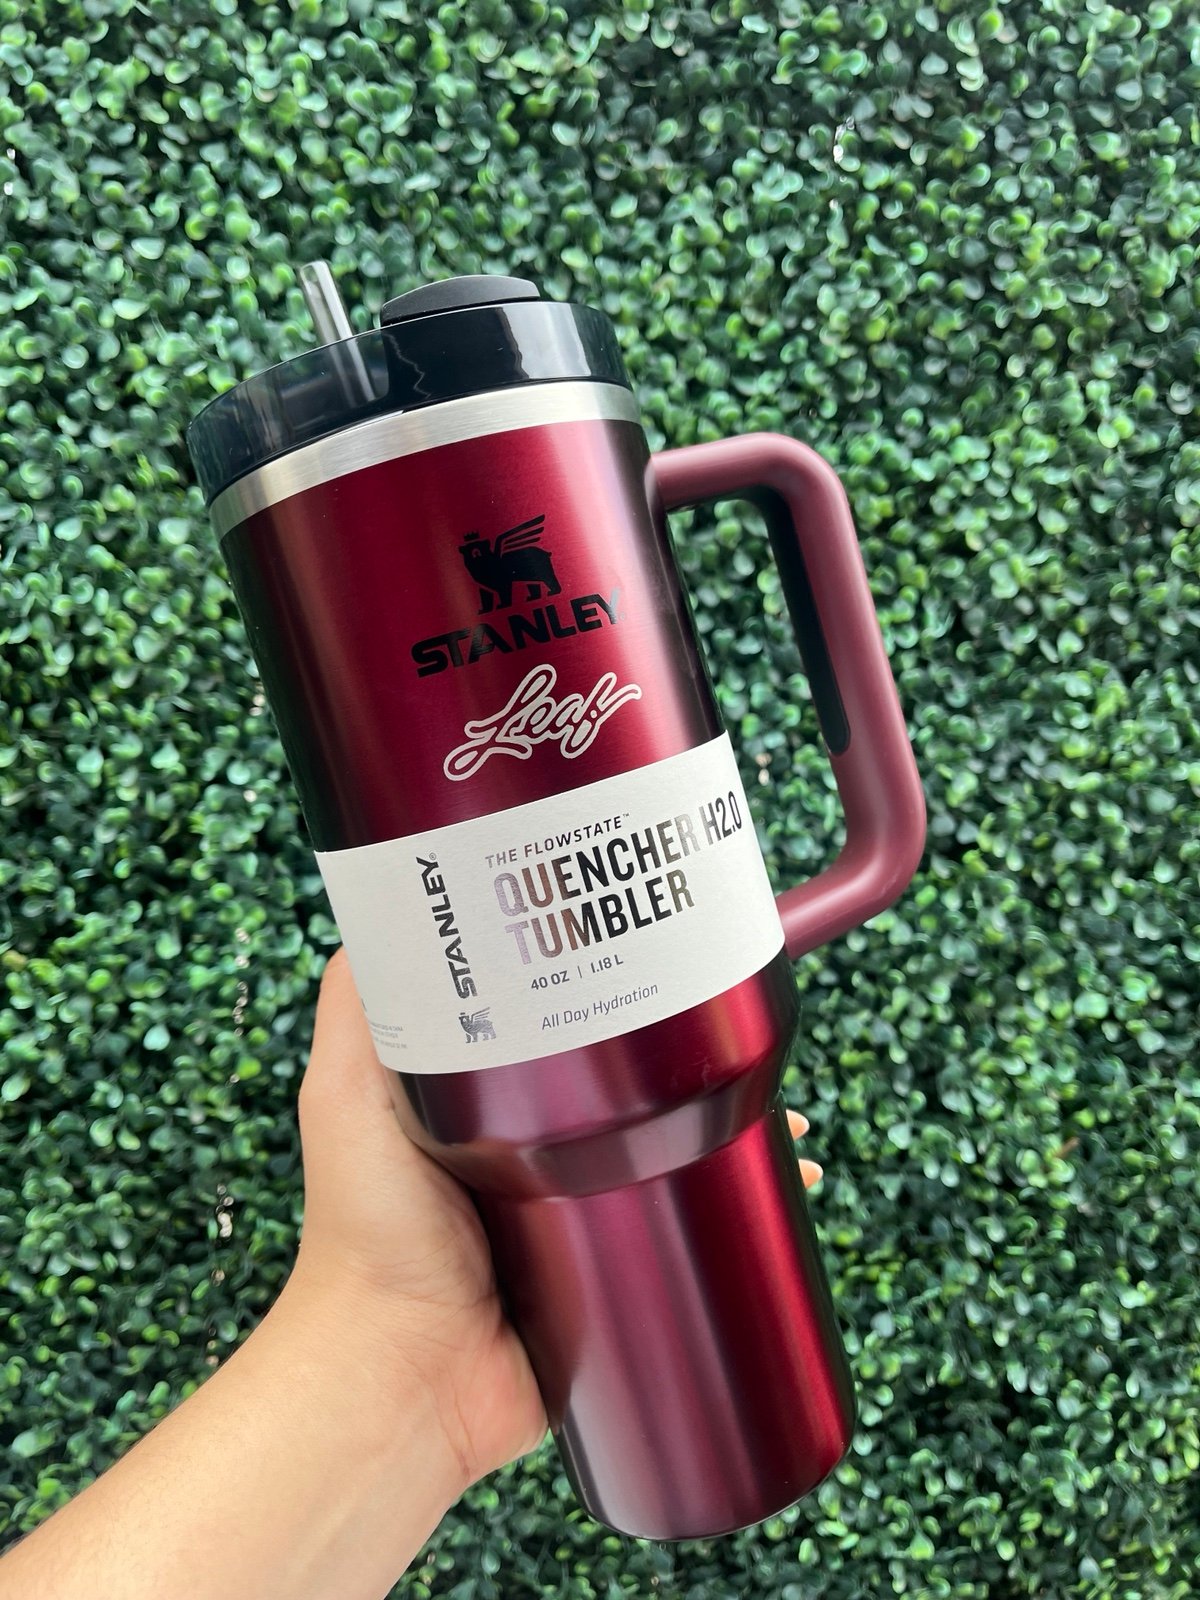 STANLEY
Leaf
THE FLOWSTATE™
QUENCHER H2.0
TUMBLER
40 OZ | 1.18 L
All Day Hydration
STANLEY®